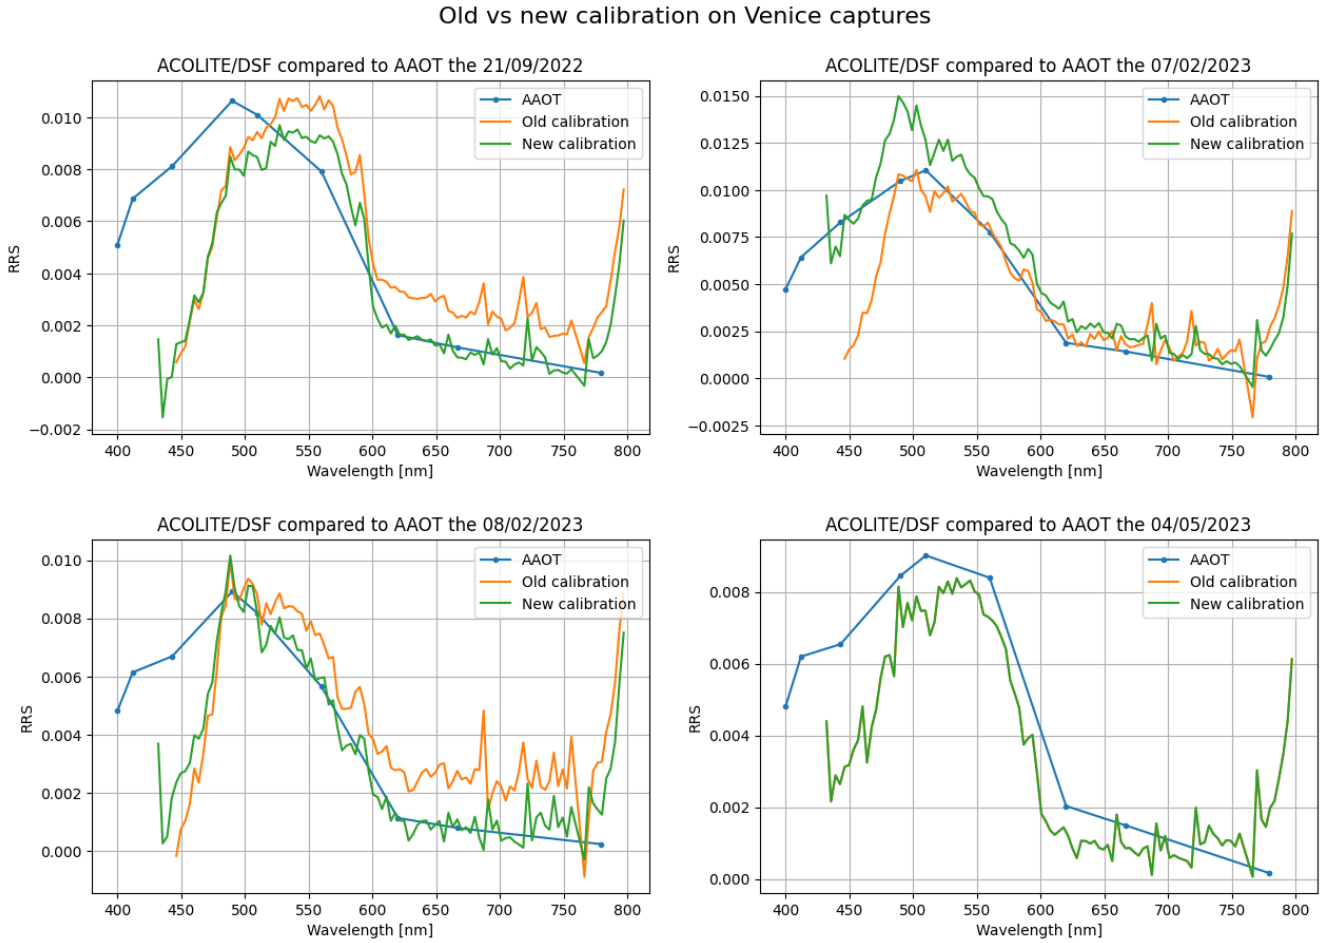 Old vs new calibration on Venice captures
ACOLITE/DSF compared to AAOT the 21/09/2022
RRS
0.010
0.008
0.006
0.004
0.002
0.000
−0.002
AAOT
Old calibration
New calibration
400 450 500 550 600 650 700 750 800
Wavelength [nm]
ACOLITE/DSF compared to AAOT the 07/02/2023
RRS
0.0150
0.0125
0.0100
0.0075
0.0050
0.0025
0.0000
−0.0025
AAOT
Old calibration
New calibration
400 450 500 550 600 650 700 750 800
Wavelength [nm]
ACOLITE/DSF compared to AAOT the 08/02/2023
RRS
0.010
0.008
0.006
0.004
0.002
0.000
AAOT
Old calibration
New calibration
400 450 500 550 600 650 700 750 800
Wavelength [nm]
ACOLITE/DSF compared to AAOT the 04/05/2023
RRS
0.008
0.006
0.004
0.002
0.000
AAOT
Old calibration
New calibration
400 450 500 550 600 650 700 750 800
Wavelength [nm]